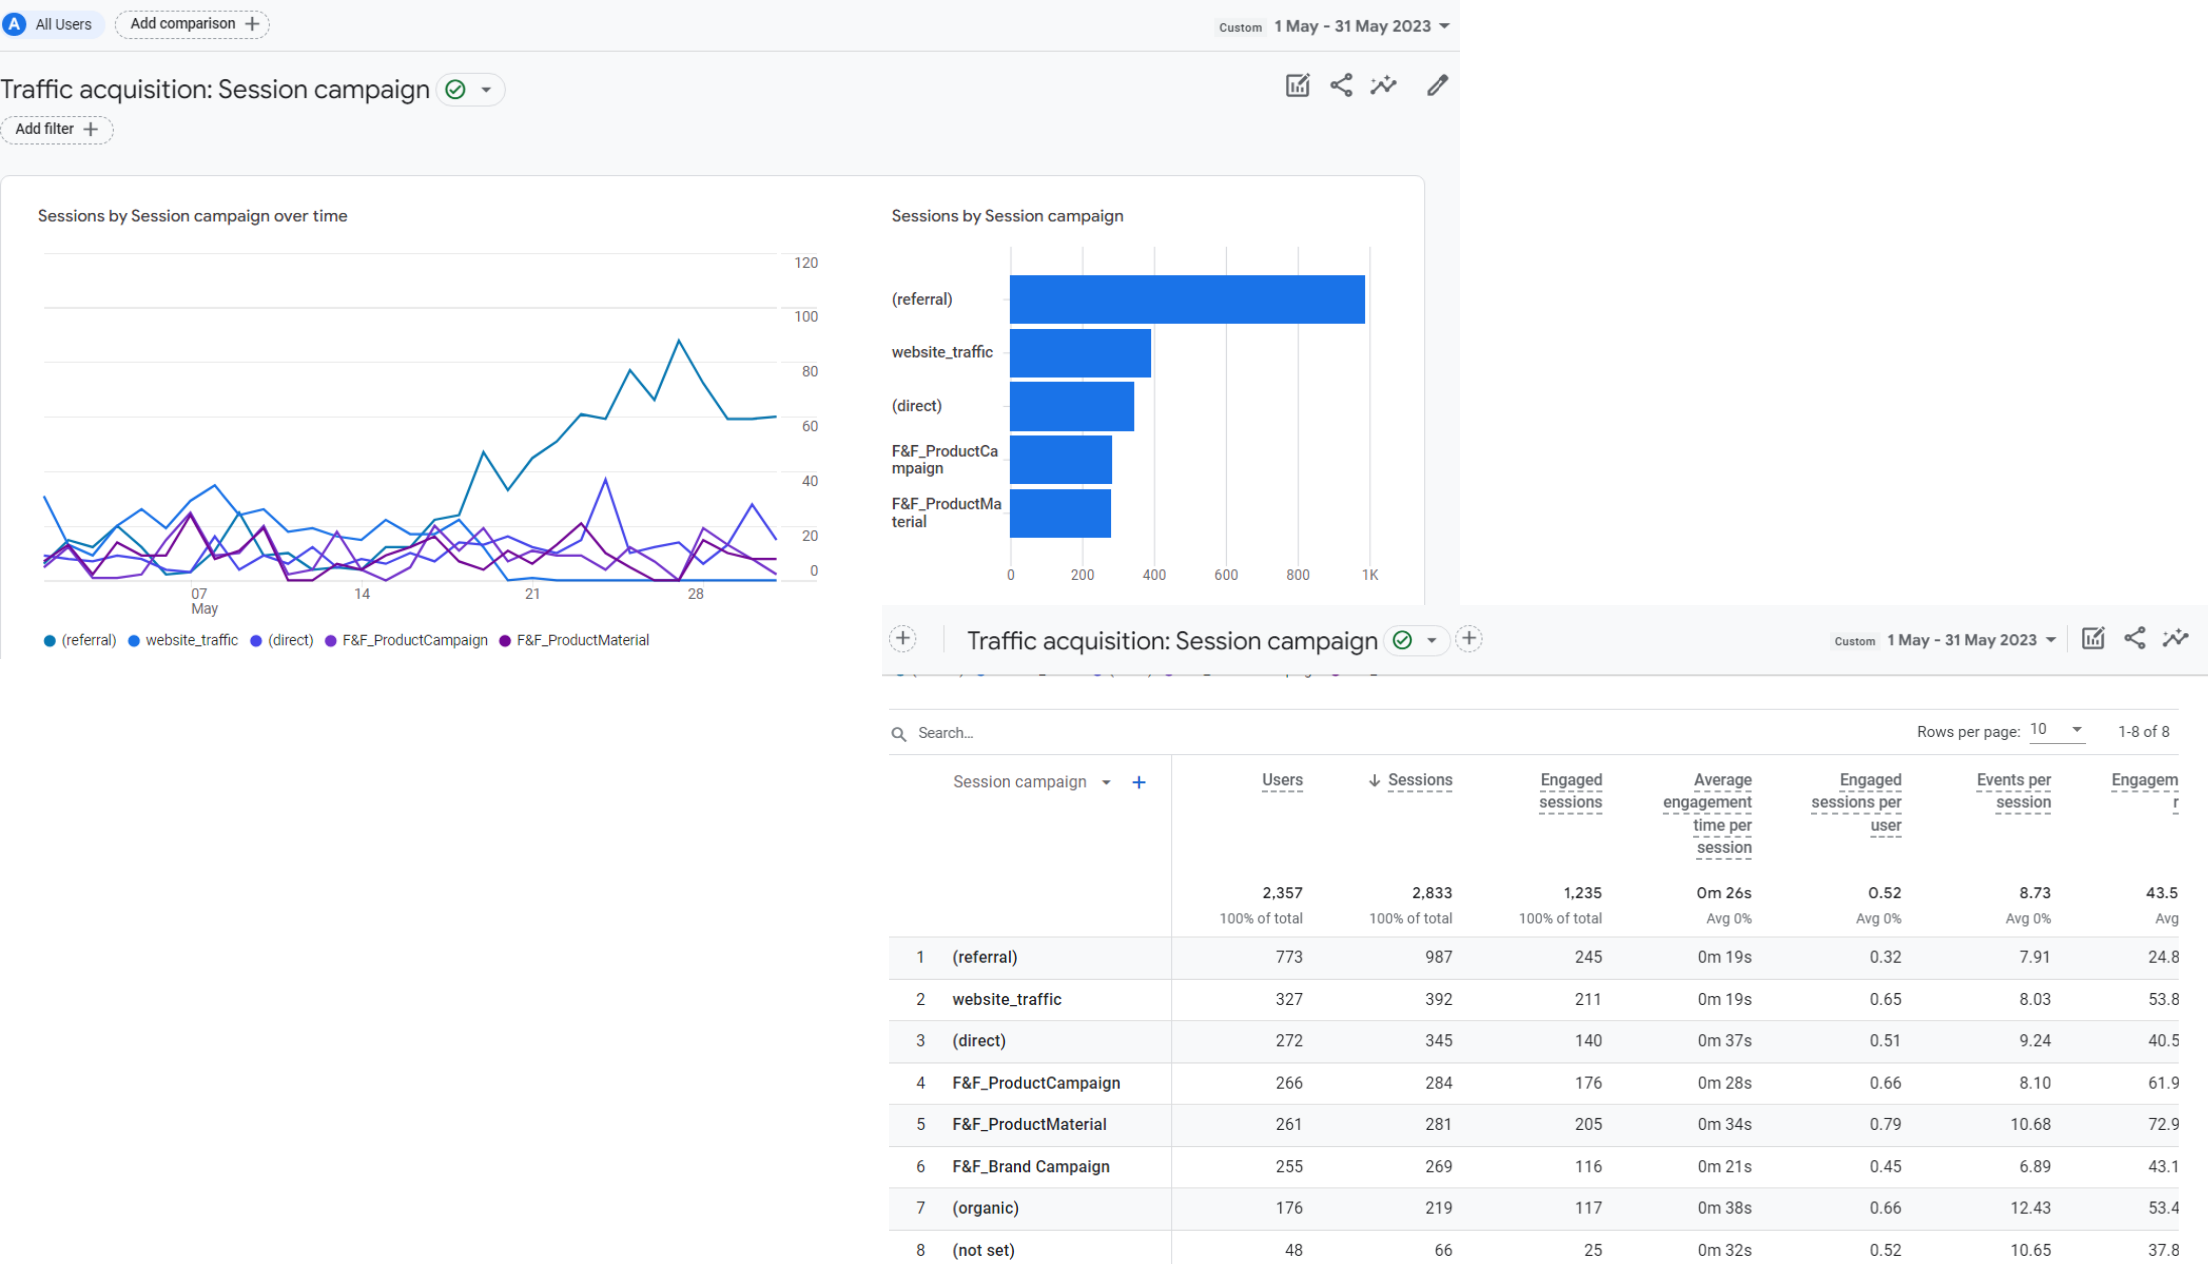 A All Users Add comparison
Custom 1 May - 31 May 2023
Traffic acquisition: Session campaign
Add filter
Sessions by Session campaign over time
120
100
80
60
40
20
0
07
May
14
21
28
(referral) website_traffic (direct) F&F_ProductCampaign F&F_ProductMaterial
Sessions by Session campaign
(referral)
website_traffic
(direct)
F&F_ProductCa
mpaign
F&F_ProductMa
terial
0 200 400 600 800 1K
Traffic acquisition: Session campaign
Custom 1 May - 31 May 2023
Search...
Rows per page: 10 1-8 of 8
Session campaign
Users
Sessions
Engaged
sessions
Average
engagement
time per
session
Engaged
sessions per
user
Events per
session
Engagem
r
2,357 2,833 1,235 0m 26s 0.52 8.73 43.5
100% of total 100% of total 100% of total Avg 0% Avg 0% Avg 0% Avg
1 (referral) 773 987 245 0m 19s 0.32 7.91 24.8
2 website_traffic 327 392 211 0m 19s 0.65 8.03 53.8
3 (direct) 272 345 140 0m 37s 0.51 9.24 40.5
4 F&F_ProductCampaign 266 284 176 0m 28s 0.66 8.10 61.9
5 F&F_ProductMaterial 261 281 205 0m 34s 0.79 10.68 72.9
6 F&F_Brand Campaign 255 269 116 0m 21s 0.45 6.89 43.1
7 (organic) 176 219 117 0m 38s 0.66 12.43 53.4
8 (not set) 48 66 25 0m 32s 0.52 10.65 37.8